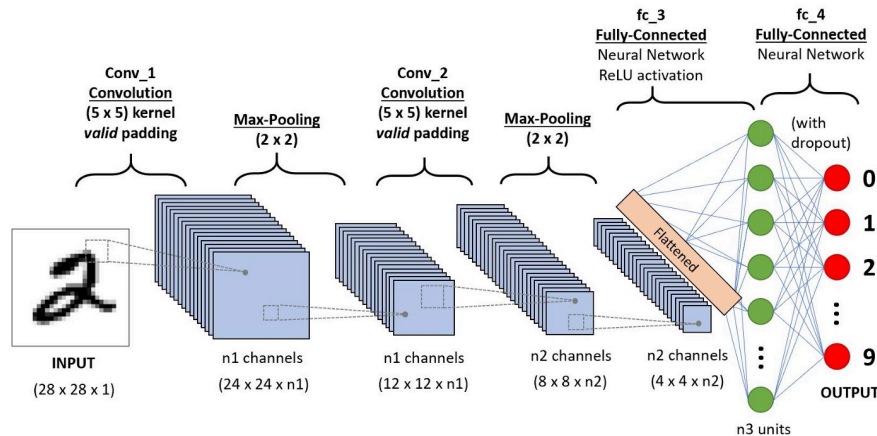 fc_3
Fully-Connected
Neural Network
ReLU activation
fc_4
Fully-Connected
Neural Network
Conv_1
Convolution
(5 x 5) kernel
valid padding
Max-Pooling
(2 x 2)
Conv_2
Convolution
(5 x 5) kernel
valid padding
Max-Pooling
(2 x 2)
(with
dropout)
Flattened
0
1
2
9
INPUT
(28 x 28 x 1)
n1 channels
(24 x 24 x n1)
n1 channels
(12 x 12 x n1)
n2 channels
(8 x 8 x n2)
n2 channels
(4 x 4 x n2)
OUTPUT
n3 units
2